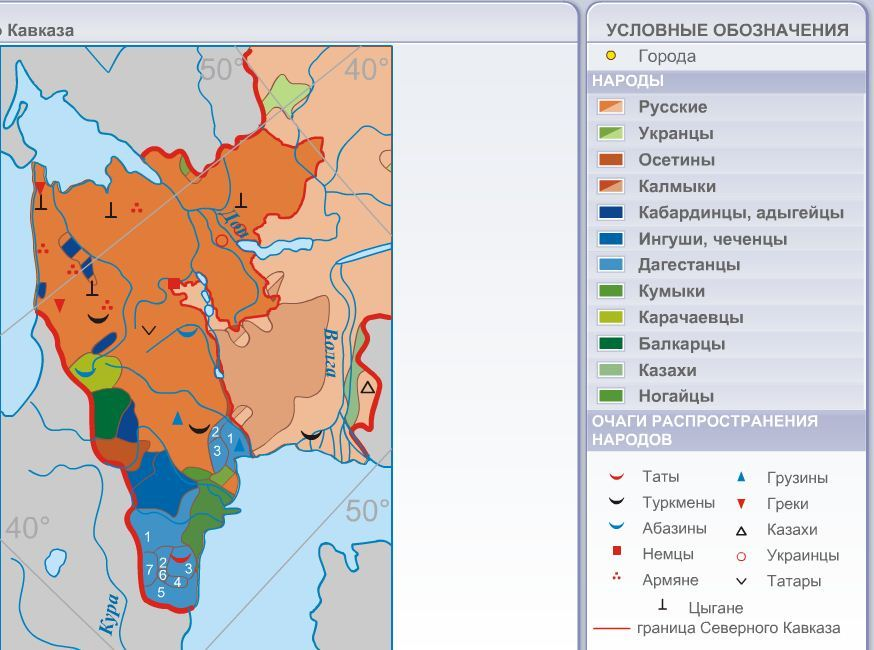 о Кавказа
50°
40°
Дон
Волга
2
1
3
50°
40°
1
2
7
3
6
4
5
Кура
УСЛОВНЫЕ ОБОЗНАЧЕНИЯ
Города
НАРОДЫ
Русские
Укранцы
Осетины
Калмыки
Кабардинцы, адыгейцы
Ингуши, чеченцы
Дагестанцы
Кумыки
Карачаевцы
Балкарцы
Казахи
Ногайцы
ОЧАГИ РАСПРОСТРАНЕНИЯ
НАРОДОВ
Таты
Грузины
Туркмены
Греки
Абазины
Казахи
Немцы
Украинцы
Армяне
Татары
Цыгане
граница Северного Кавказа